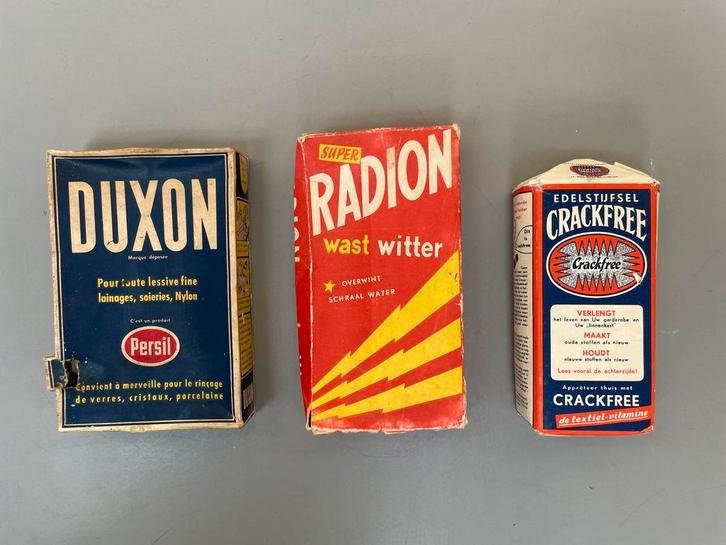 DUXON
Marque déposée
Pour toute lessive fine
lainages, soieries, Nylon
C'est un produit
Persil
Convient à merveille pour le rinçage
de verres, cristaux, porcelaine
SUPER
RADION
wast witter
OVERWINT
SCHRAAL WATER
EDELSTIJFSEL
CRACKFREE
Crackfree
VERLENGT
het leven van Uw garderobe en
Uw „linnenkast"
MAAKT
oude stoffen als nieuw
HOUDT
nieuwe stoffen als nieuw
Lees vooral de achterzijde!
Apprêteer thuis met
CRACKFREE
de textiel-vitamine